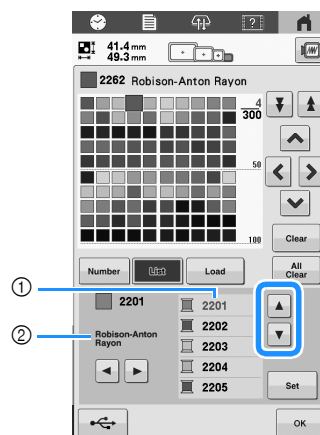 ?
41.4 mm
49.3 mm
2262 Robison-Anton Rayon
4
300
50
100
Clear
Number
List
Load
All
Clear
①
2201
2201
2202
②
Robison-Anton
Rayon
2203
2204
2205
Set
OK